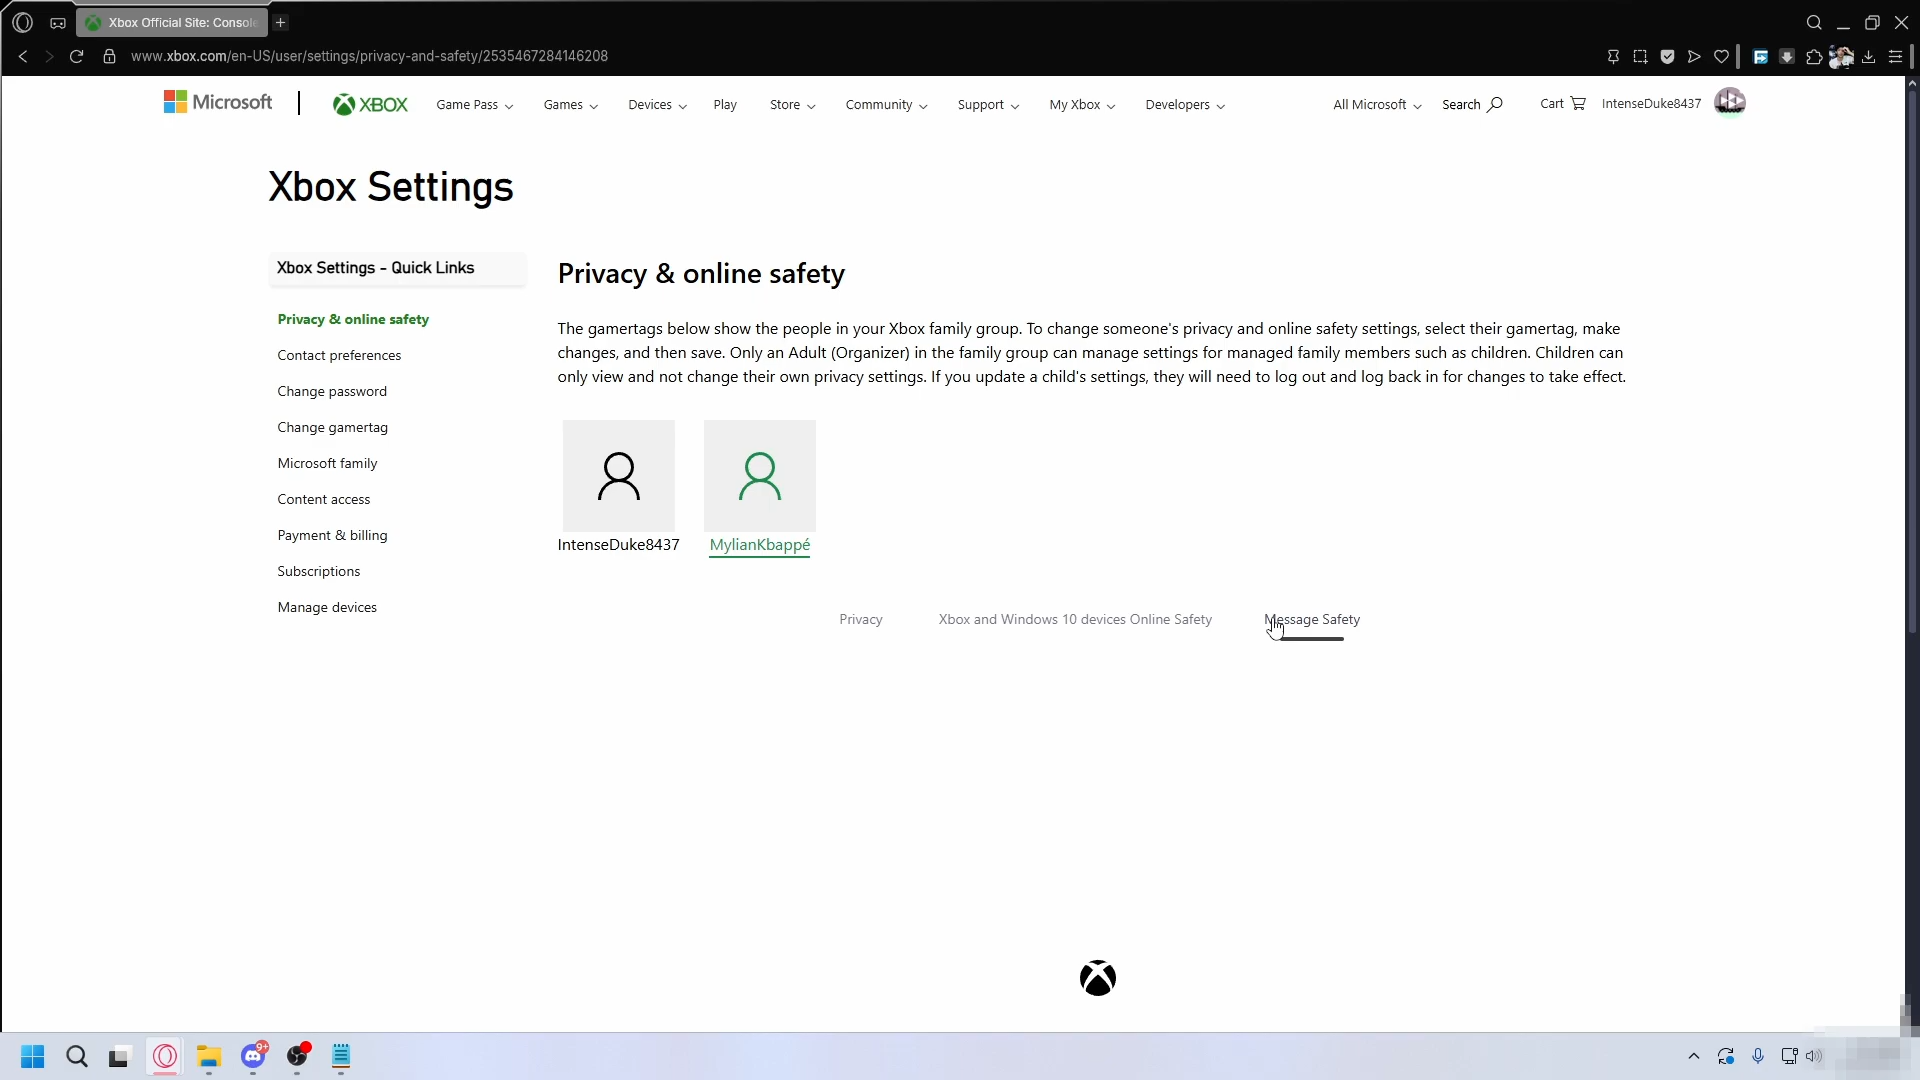 Xbox Official Site: Console
www.xbox.com/en-US/user/settings/privacy-and-safety/2535467284146208
Microsoft
XBOX
Game Pass
Games
Devices
Play
Store
Community
Support
My Xbox
Developers
All Microsoft
Search
Cart
IntenseDuke8437
Xbox Settings
Xbox Settings - Quick Links
Privacy & online safety
Contact preferences
Change password
Change gamertag
Microsoft family
Content access
Payment & billing
Subscriptions
Manage devices
Privacy & online safety
The gamertags below show the people in your Xbox family group. To change someone's privacy and online safety settings, select their gamertag, make
changes, and then save. Only an Adult (Organizer) in the family group can manage settings for managed family members such as children. Children can
only view and not change their own privacy settings. If you update a child's settings, they will need to log out and log back in for changes to take effect.
IntenseDuke8437
MylianKbappé
Privacy
Xbox and Windows 10 devices Online Safety
Message Safety
9+